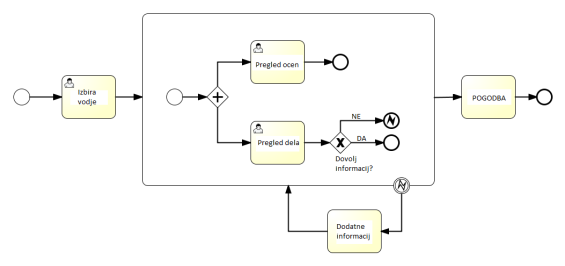 Izbira
vodje
Pregled ocen
Pregled dela
NE
DA
Dovolj
informacij?
POGODBA
Dodatne
informacij